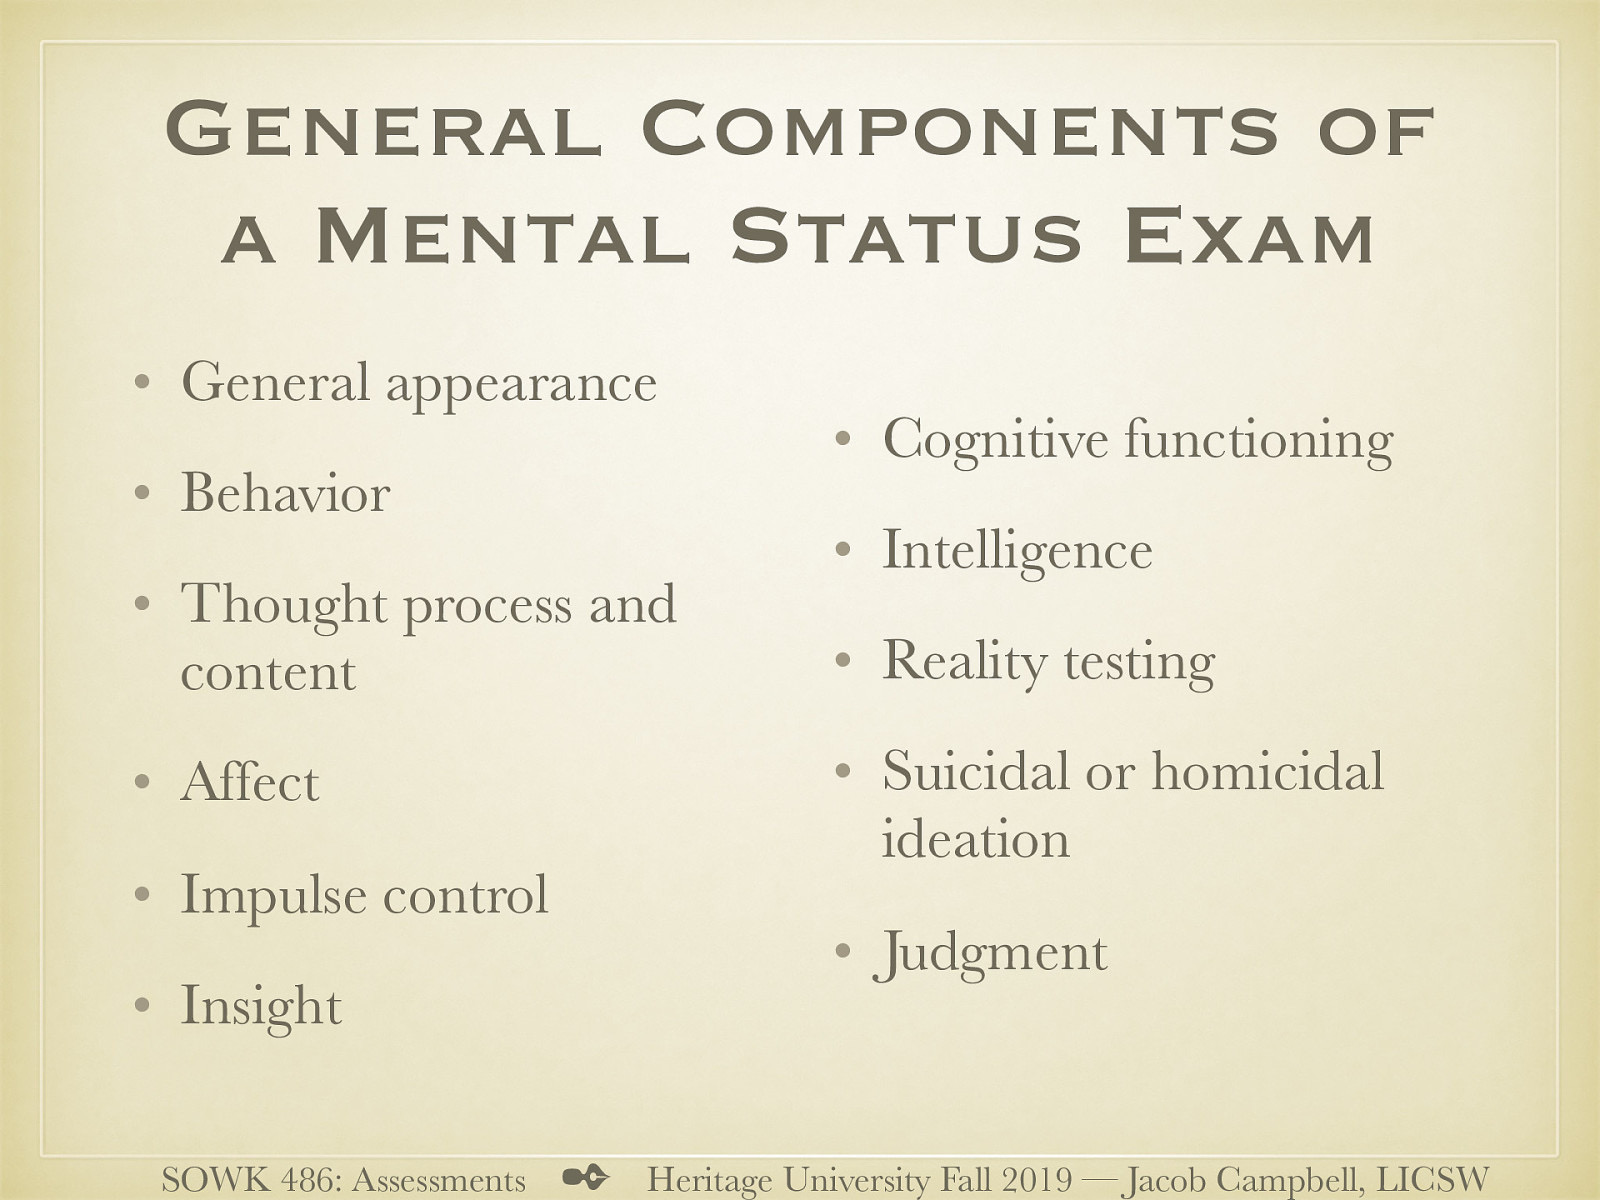 General Components of
a Mental Status Exam
• General appearance
• Behavior
• Thought process and
content
• Affect
• Impulse control
• Insight
• Cognitive functioning
• Intelligence
• Reality testing
• Suicidal or homicidal
ideation
• Judgment
SOWK 486: Assessments ✒ Heritage University Fall 2019 — Jacob Campbell, LICSW